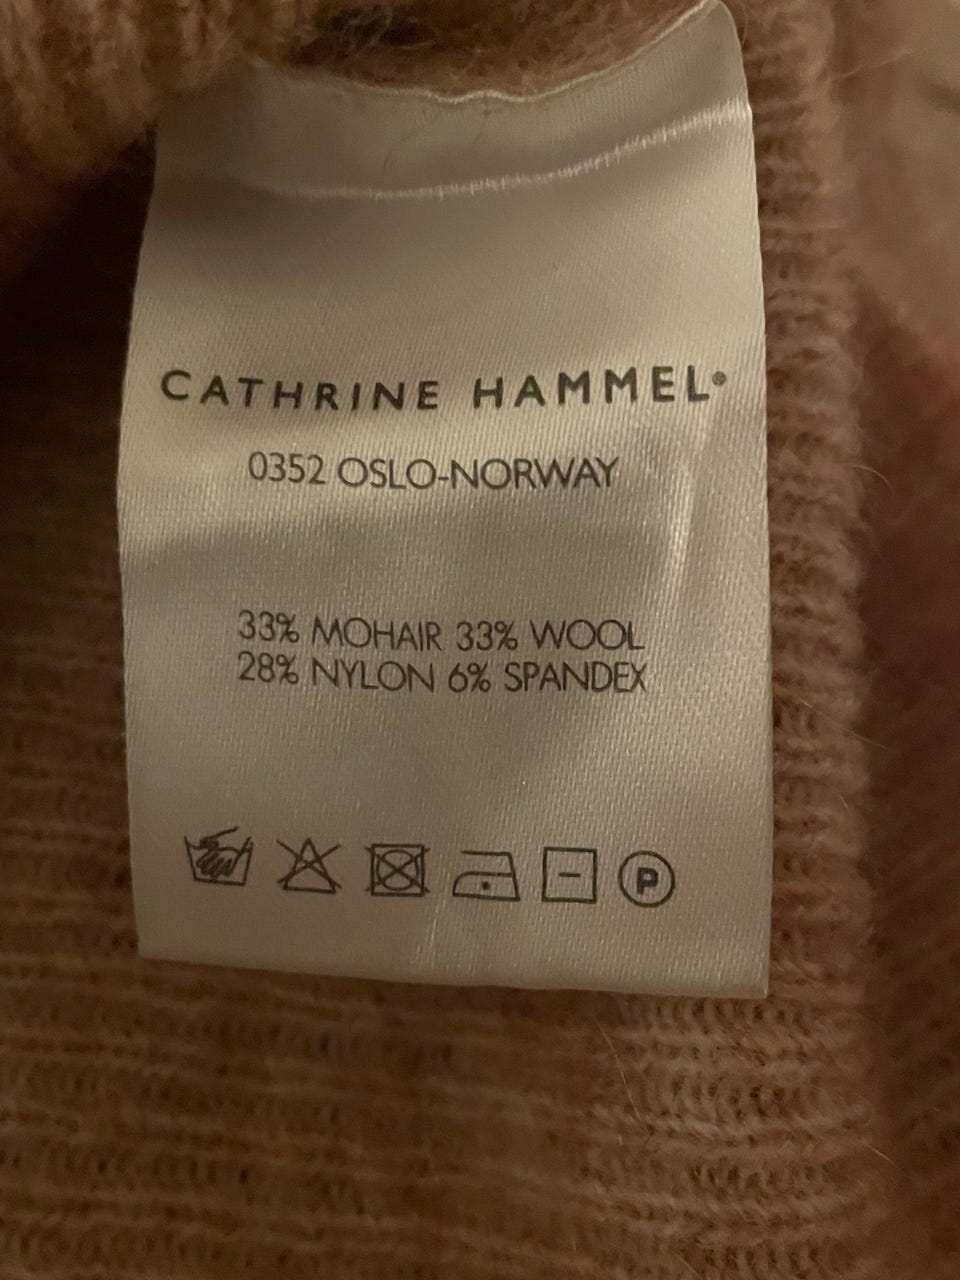 CATHRINE HAMMEL®
0352 OSLO-NORWAY
33% MOHAIR 33% WOOL
28% NYLON 6% SPANDEX
P